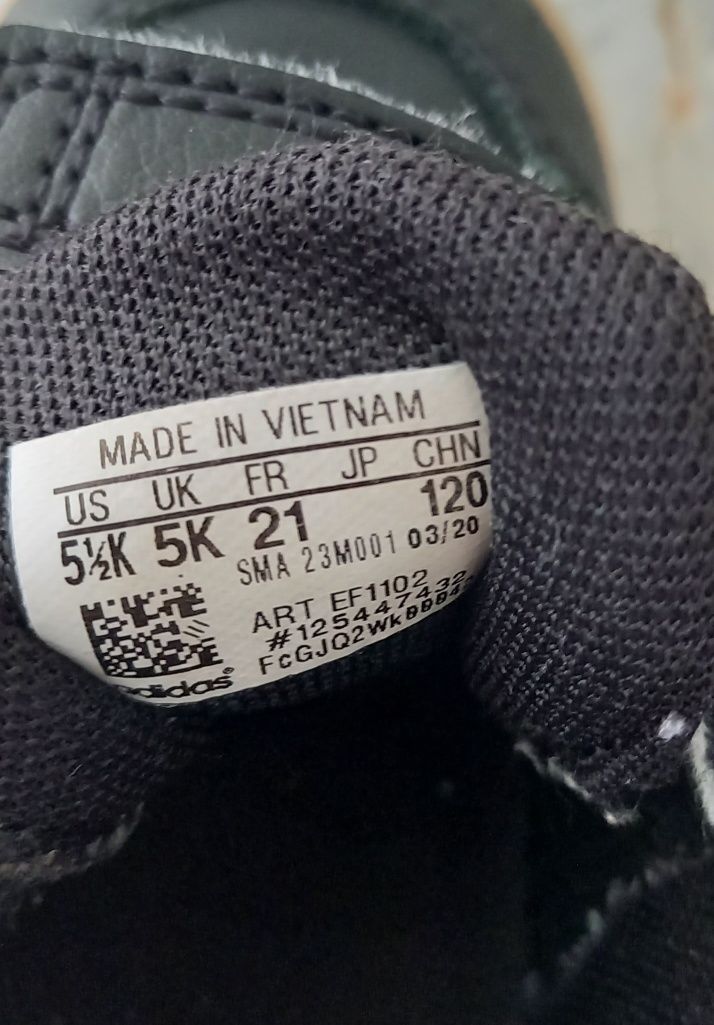 MADE IN VIETNAM
US UK FR JP CHN
5½K 5K 21 120
SMA 23M001 03/20
ART EF1102
#125447432
adidas®